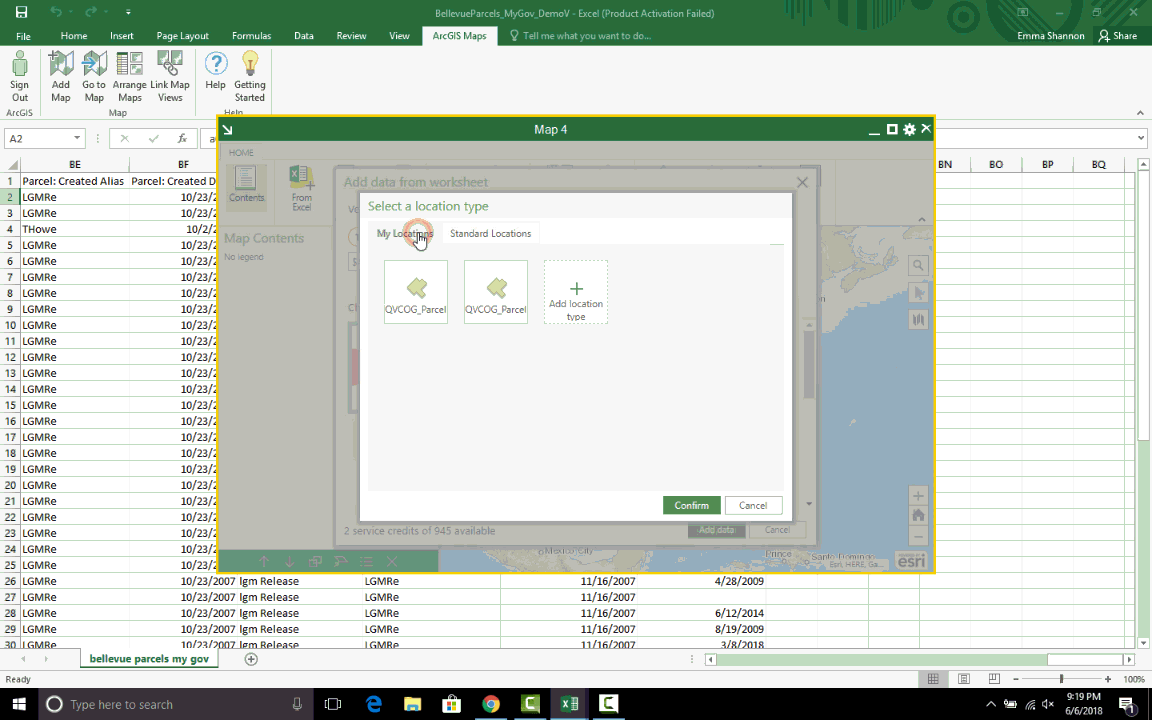 BellevueParcels_MyGov_DemoV - Excel (Product Activation Failed)
File Home Insert Page Layout Formulas Data Review View ArcGIS Maps Tell me what you want to do... Emma Shannon Share
Sign Out Add Map Go to Map Arrange Maps Link Map Views Help Getting Started
ArcGIS Map Help
A2 fx
Map 4
HOME
BE BF BN BO BP BQ
Contents From Excel
Add data from worksheet
Select a location type
My Locations Standard Locations
Map Contents
No legend
QVCOG_Parcel QVCOG_Parcel Add location type
Confirm Cancel
2 service credits of 945 available Add data Cancel
Mexico City Prince Santo Domingo
Esri, HERE, Ga...
esri
1 Parcel: Created Alias Parcel: Created D
2 LGMRe 10/23/2
3 LGMRe 10/23/2
4 THowe 10/2/2
5 LGMRe 10/23/2
6 LGMRe 10/23/2
7 LGMRe 10/23/2
8 LGMRe 10/23/2
9 LGMRe 10/23/2
10 LGMRe 10/23/2
11 LGMRe 10/23/2
12 LGMRe 10/23/2
13 LGMRe 10/23/2
14 LGMRe 10/23/2
15 LGMRe 10/23/2
16 LGMRe 10/23/2
17 LGMRe 10/23/2
18 LGMRe 10/23/2
19 LGMRe 10/23/2
20 LGMRe 10/23/2
21 LGMRe 10/23/2
22 LGMRe 10/23/2
23 LGMRe 10/23/2
24 LGMRe 10/23/2
25 LGMRe 10/23/2
26 LGMRe 10/23/2007 lgm Release LGMRe 11/16/2007 4/28/2009
27 LGMRe 10/23/2007 lgm Release LGMRe 11/16/2007
28 LGMRe 10/23/2007 lgm Release LGMRe 11/16/2007 6/12/2014
29 LGMRe 10/23/2007 lgm Release LGMRe 11/16/2007 8/19/2009
30 LGMRe 10/23/2007 lgm Release LGMRe 11/16/2007 3/8/2018
bellevue parcels my gov
Ready 100%
Type here to search 9:19 PM
6/6/2018
1